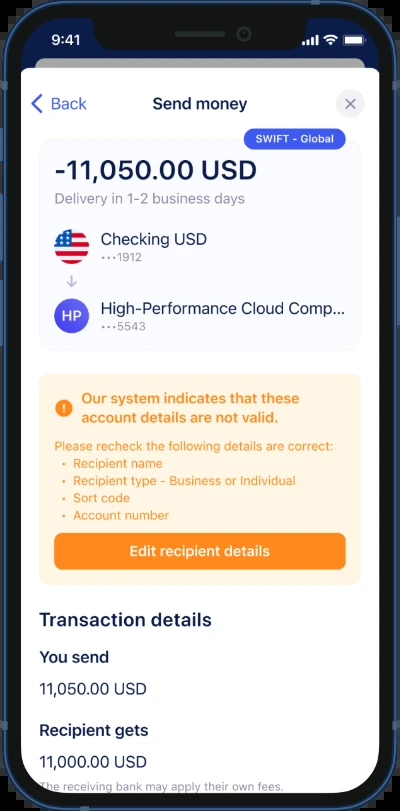 9:41
Back
Send money
SWIFT - Global
-11,050.00 USD
Delivery in 1-2 business days
Checking USD
•••1912
HP
High-Performance Cloud Comp...
•••5543
Our system indicates that these
account details are not valid.
Please recheck the following details are correct:
• Recipient name
• Recipient type - Business or Individual
• Sort code
• Account number
Edit recipient details
Transaction details
You send
11,050.00 USD
Recipient gets
11,000.00 USD
The receiving bank may apply their own fees.